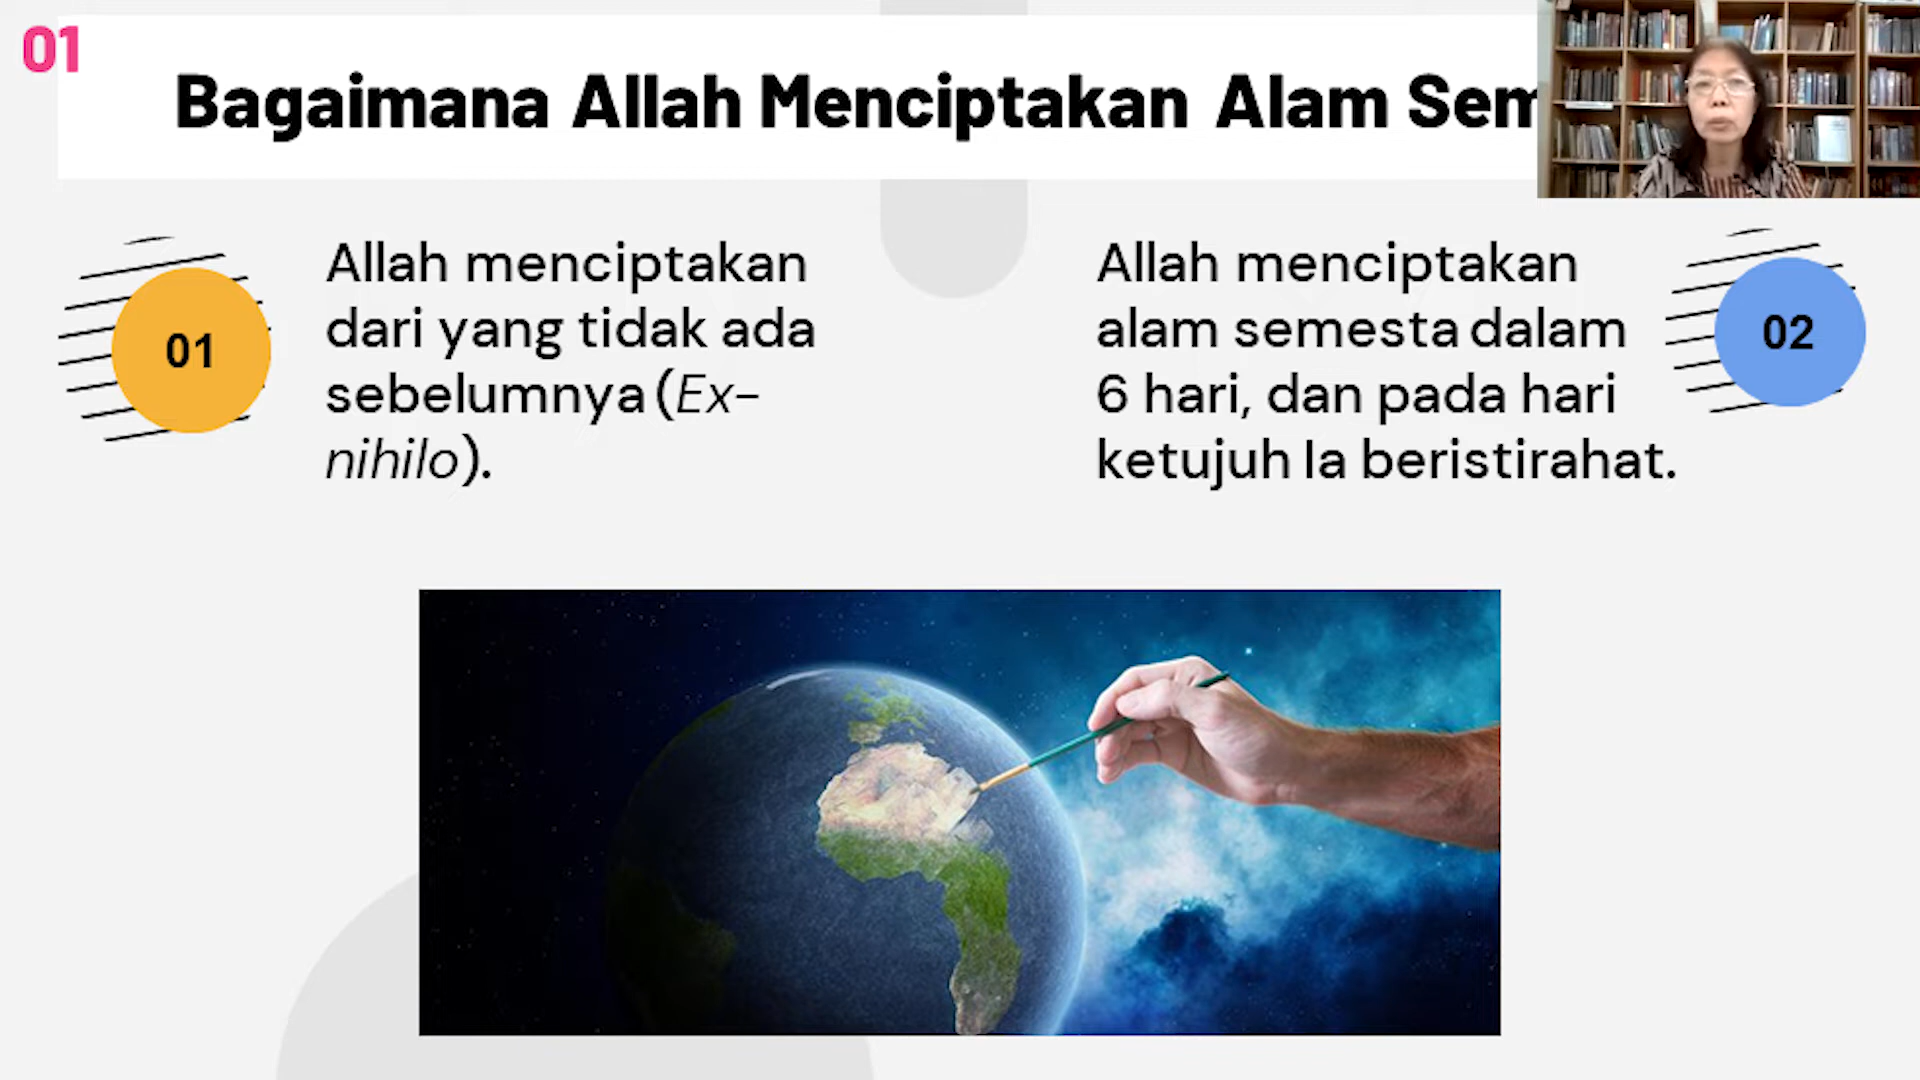 01
Bagaimana Allah Menciptakan Alam Sem
01
Allah menciptakan
dari yang tidak ada
sebelumnya (Ex-
nihilo).
Allah menciptakan
alam semesta dalam
6 hari, dan pada hari
ketujuh Ia beristirahat.
02